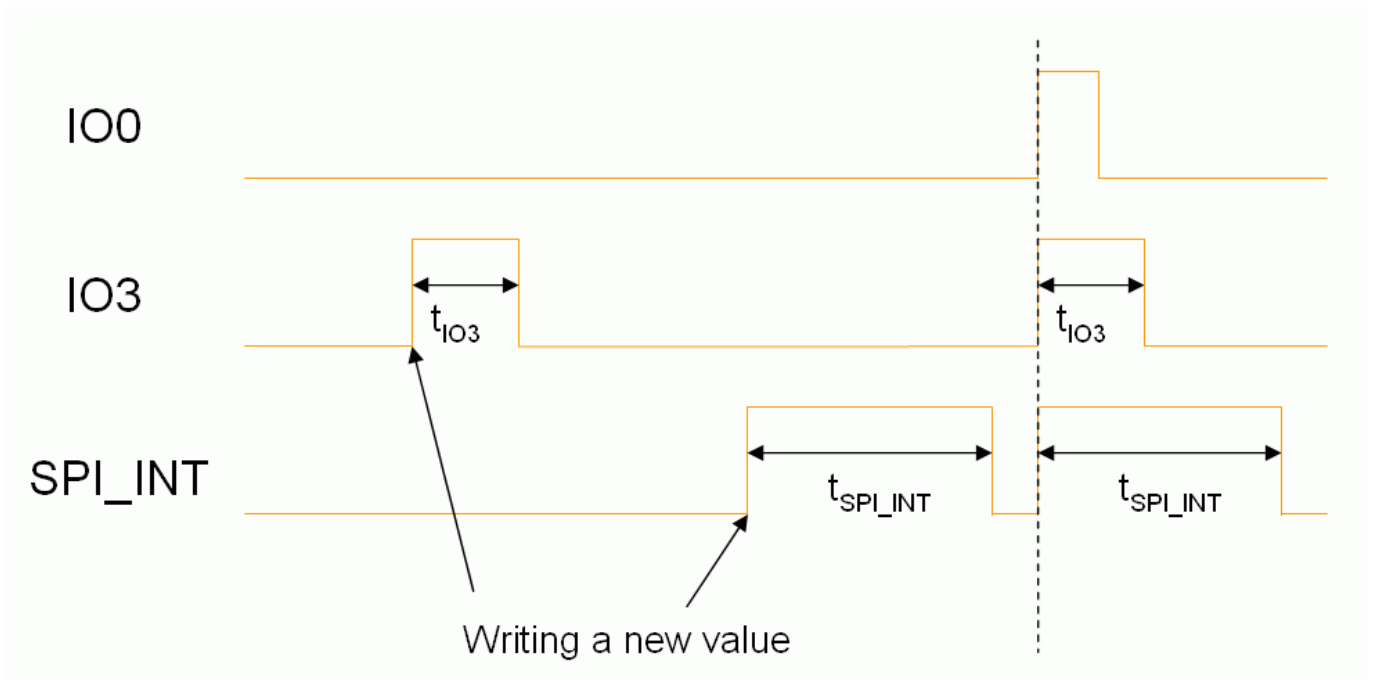 IO0
IO3
tIO3
tIO3
SPI_INT
tSPI_INT
tSPI_INT
Writing a new value